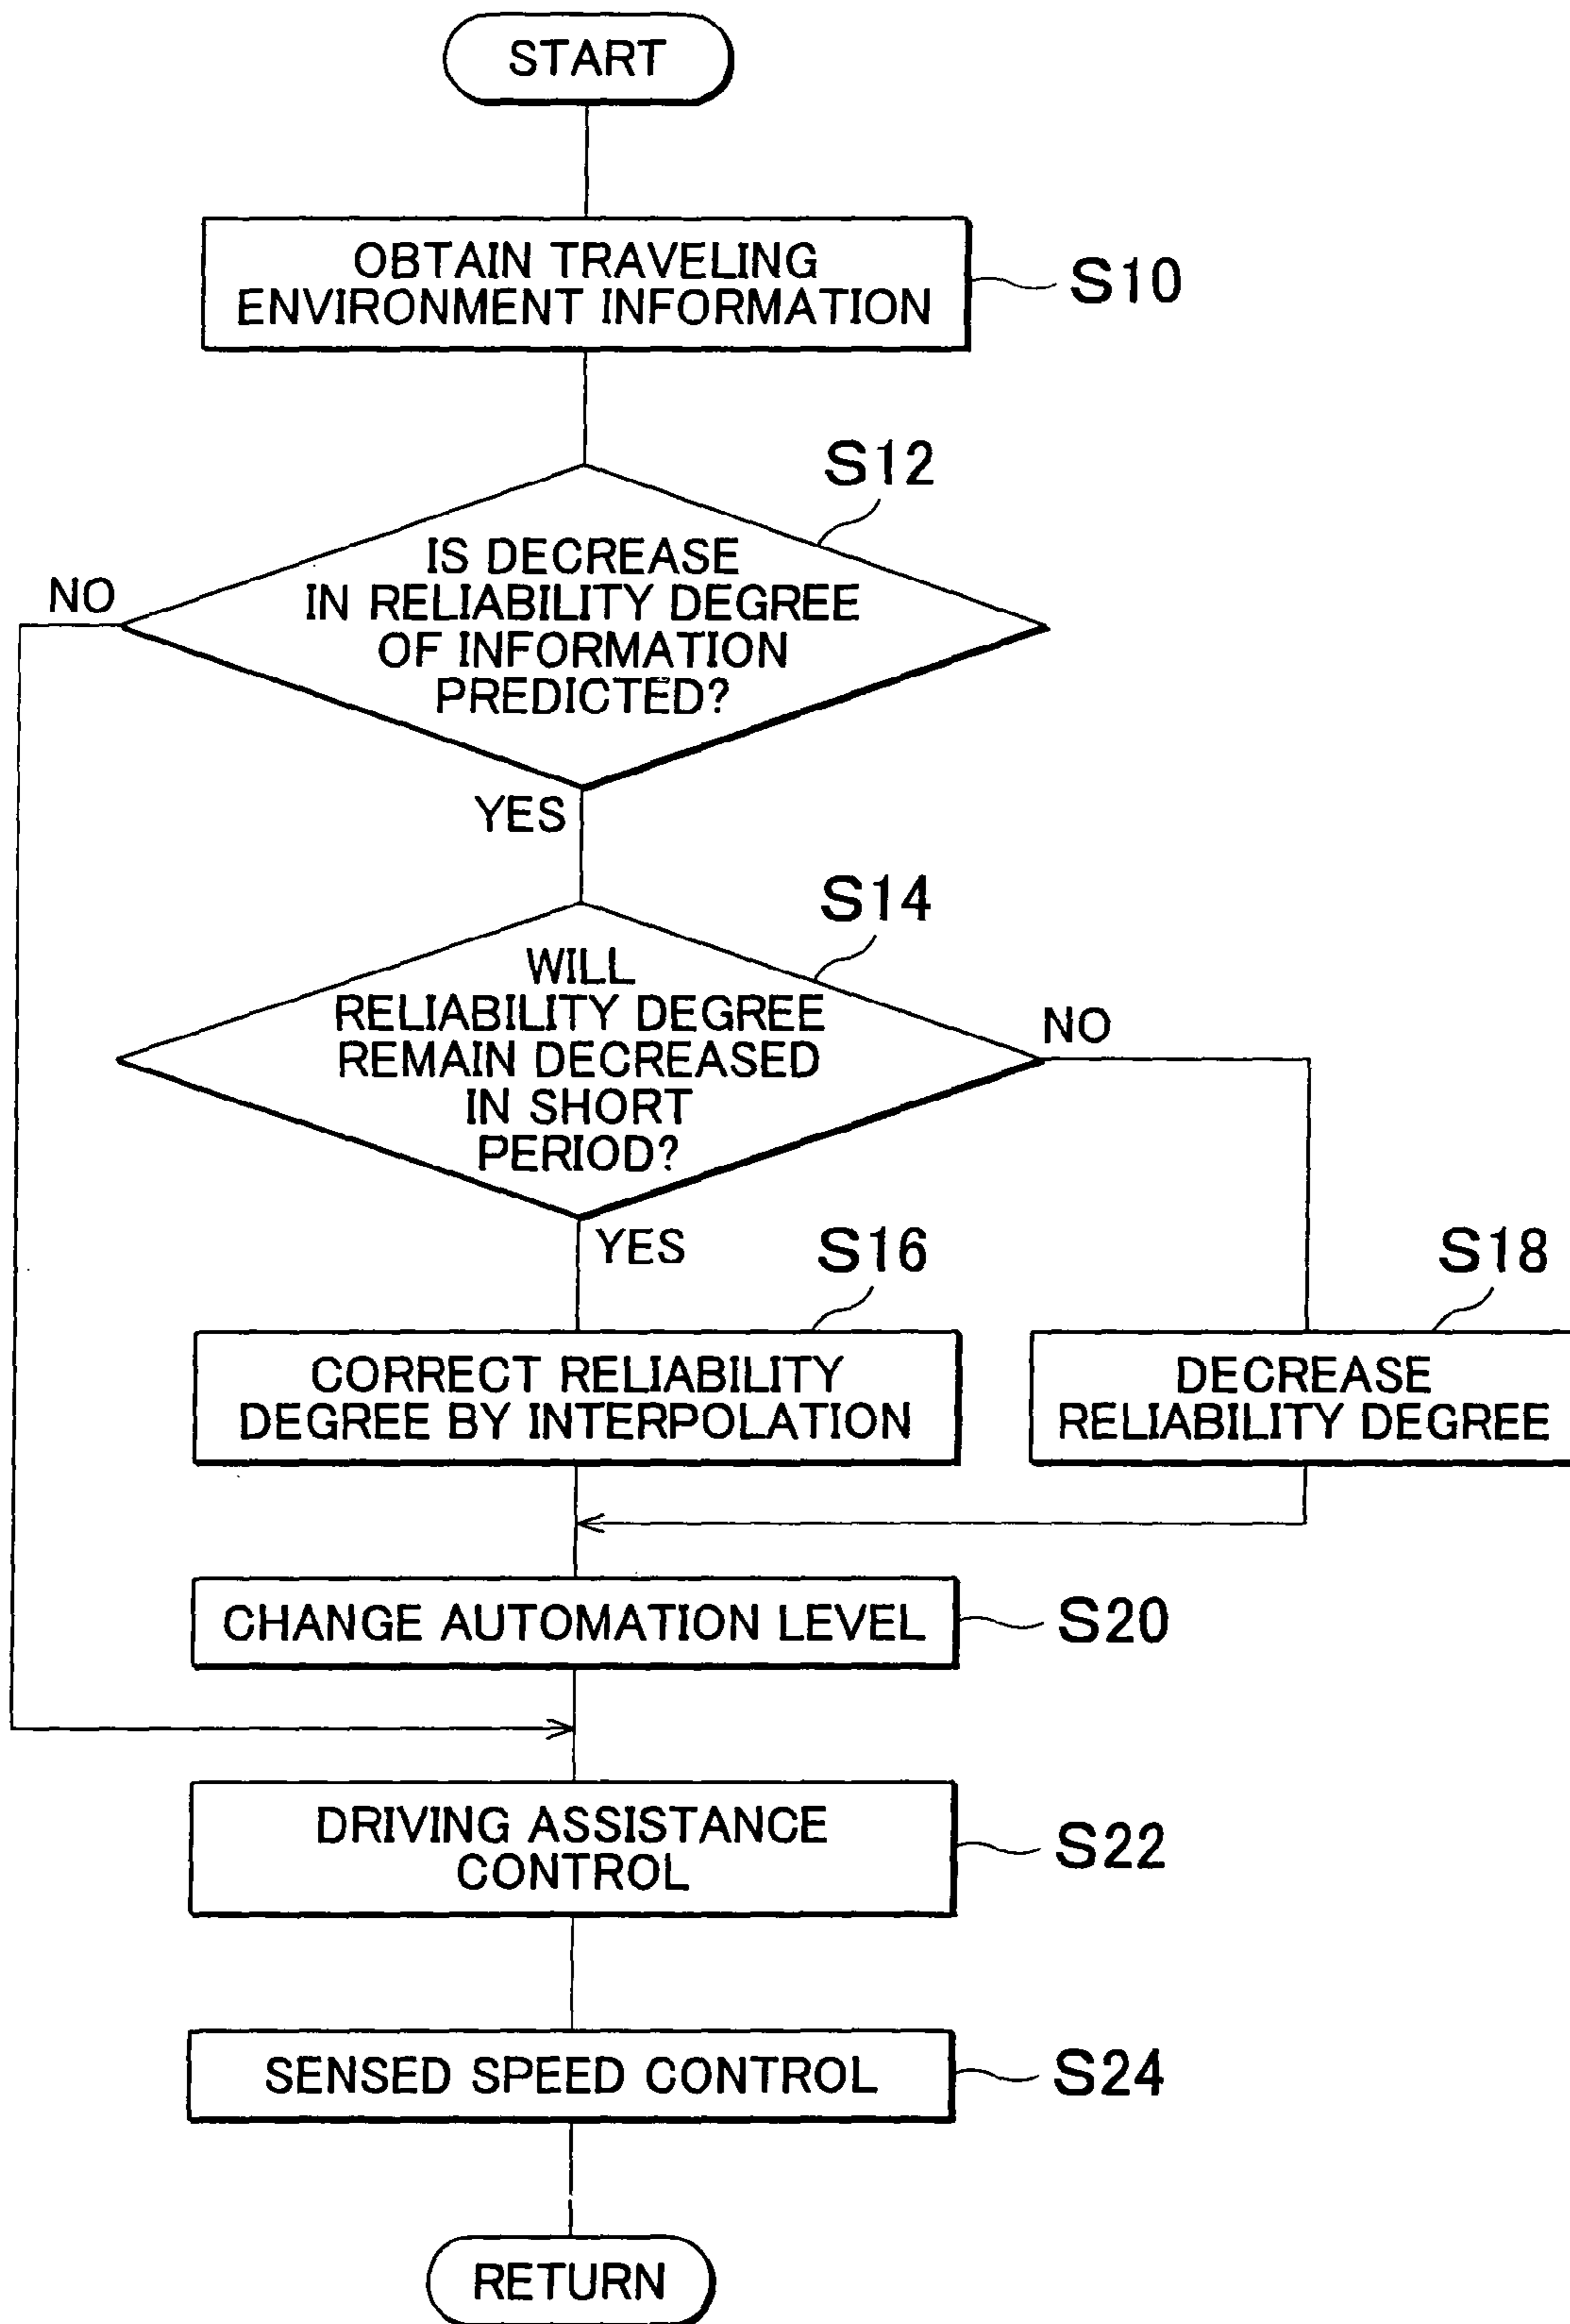 START
OBTAIN TRAVELING
ENVIRONMENT INFORMATION
S10
S12
IS DECREASE
IN RELIABILITY DEGREE
OF INFORMATION
PREDICTED?
NO
YES
S14
WILL
RELIABILITY DEGREE
REMAIN DECREASED
IN SHORT
PERIOD?
NO
YES
S16
CORRECT RELIABILITY
DEGREE BY INTERPOLATION
S18
DECREASE
RELIABILITY DEGREE
CHANGE AUTOMATION LEVEL
S20
DRIVING ASSISTANCE
CONTROL
S22
SENSED SPEED CONTROL
S24
RETURN